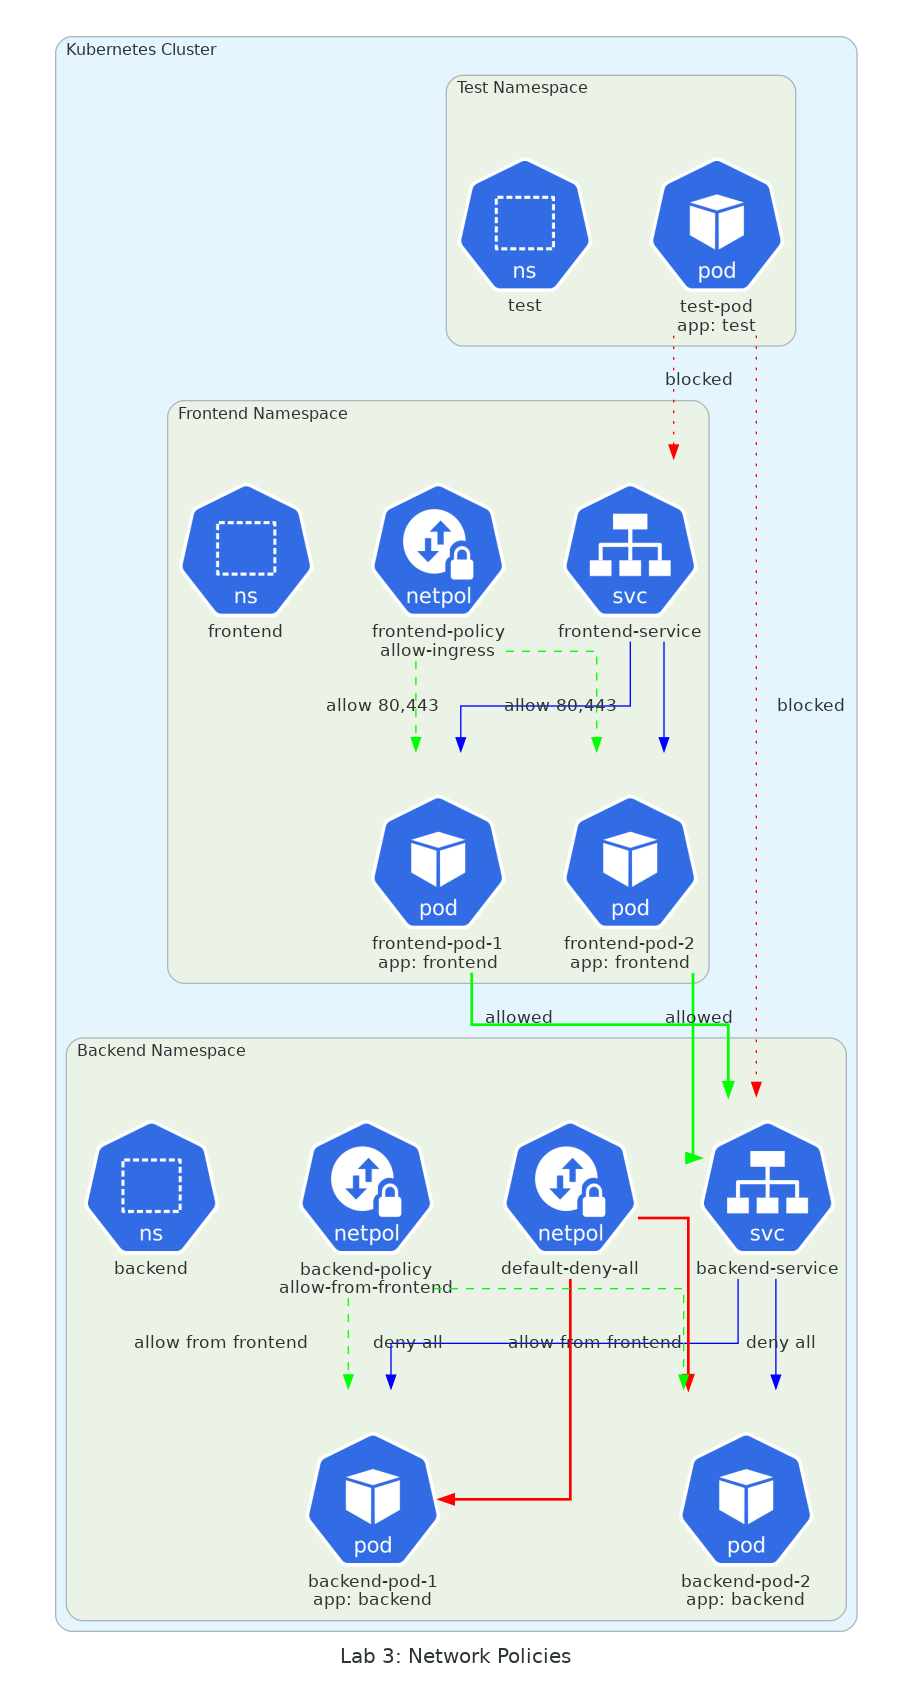 Kubernetes Cluster
Test Namespace
ns
pod
test
test-pod
app: test
blocked
Frontend Namespace
ns
netpol
svc
frontend
frontend-policy
allow-ingress
frontend-service
allow 80,443
allow 80,443
blocked
pod
pod
frontend-pod-1
app: frontend
frontend-pod-2
app: frontend
allowed
allowed
Backend Namespace
ns
netpol
netpol
svc
backend
backend-policy
allow-from-frontend
default-deny-all
backend-service
allow from frontend
deny all
allow from frontend
deny all
pod
pod
backend-pod-1
app: backend
backend-pod-2
app: backend
Lab 3: Network Policies